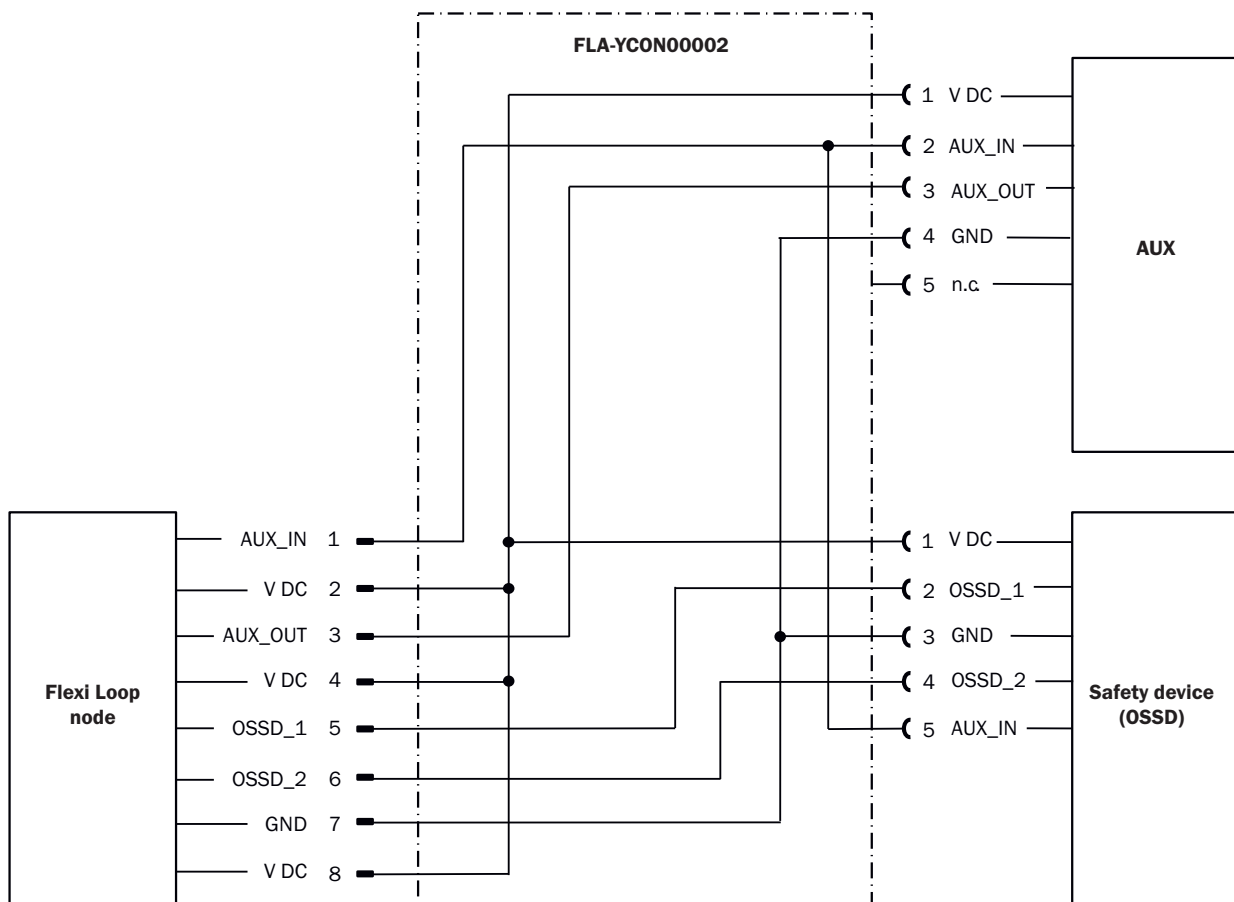 FLA-YCON00002
1 V DC
2 AUX_IN
3 AUX_OUT
4 GND
5 n.c.
AUX
AUX_IN 1
V DC 2
AUX_OUT 3
V DC 4
OSSD_1 5
OSSD_2 6
GND 7
V DC 8
Flexi Loop
node
1 V DC
2 OSSD_1
3 GND
4 OSSD_2
5 AUX_IN
Safety device
(OSSD)